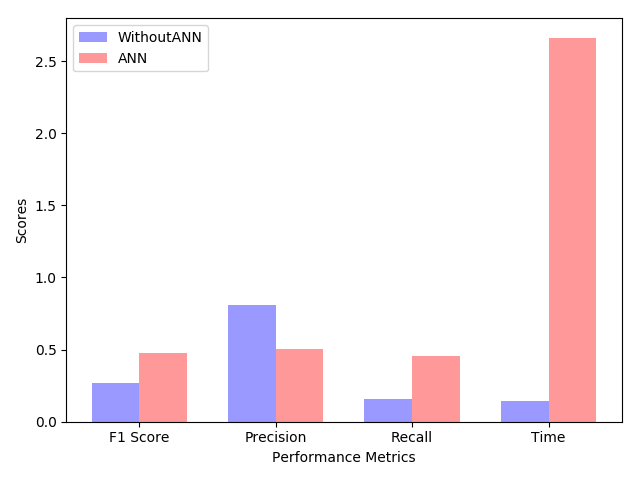 WithoutANN
ANN
2.5
2.0
1.5
1.0
0.5
0.0
Scores
F1 Score
Precision
Recall
Time
Performance Metrics